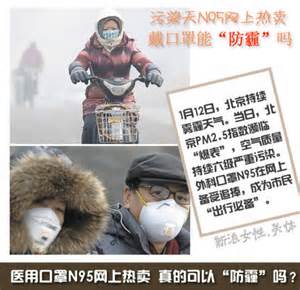 污染天N95网上热卖
戴口罩能“防霾”吗
1月12日，北京持续
雾霾天气。当日，北
京PM2.5指数濒临
“爆表”，空气质量
持续六级严重污染。
外科口罩N95在网上
备受追捧，成为市民
“出行必备”。
新浪女性.关注
医用口罩N95网上热卖 真的可以“防霾”吗？